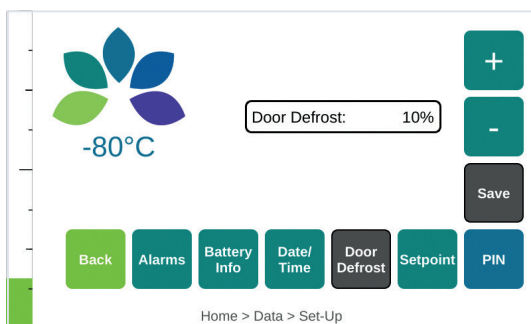 +
Door Defrost: 10%
-
-80°C
Save
Back
Alarms
Battery
Info
Date/
Time
Door
Defrost
Setpoint
PIN
Home > Data > Set-Up